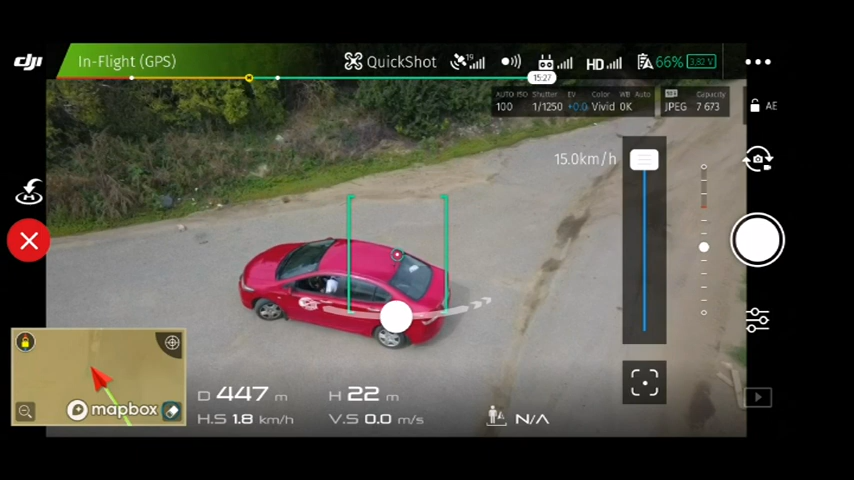 dji In-Flight (GPS) QuickShot HD 66% 3.82 V
15:27
AUTO ISO Shutter EV Color WB Auto Capacity
100 1/1250 +0.0 Vivid 0K JPEG 7 673
AE
15.0km/h
D 447 m H 22 m
H.S 1.8 km/h V.S 0.0 m/s N/A
mapbox